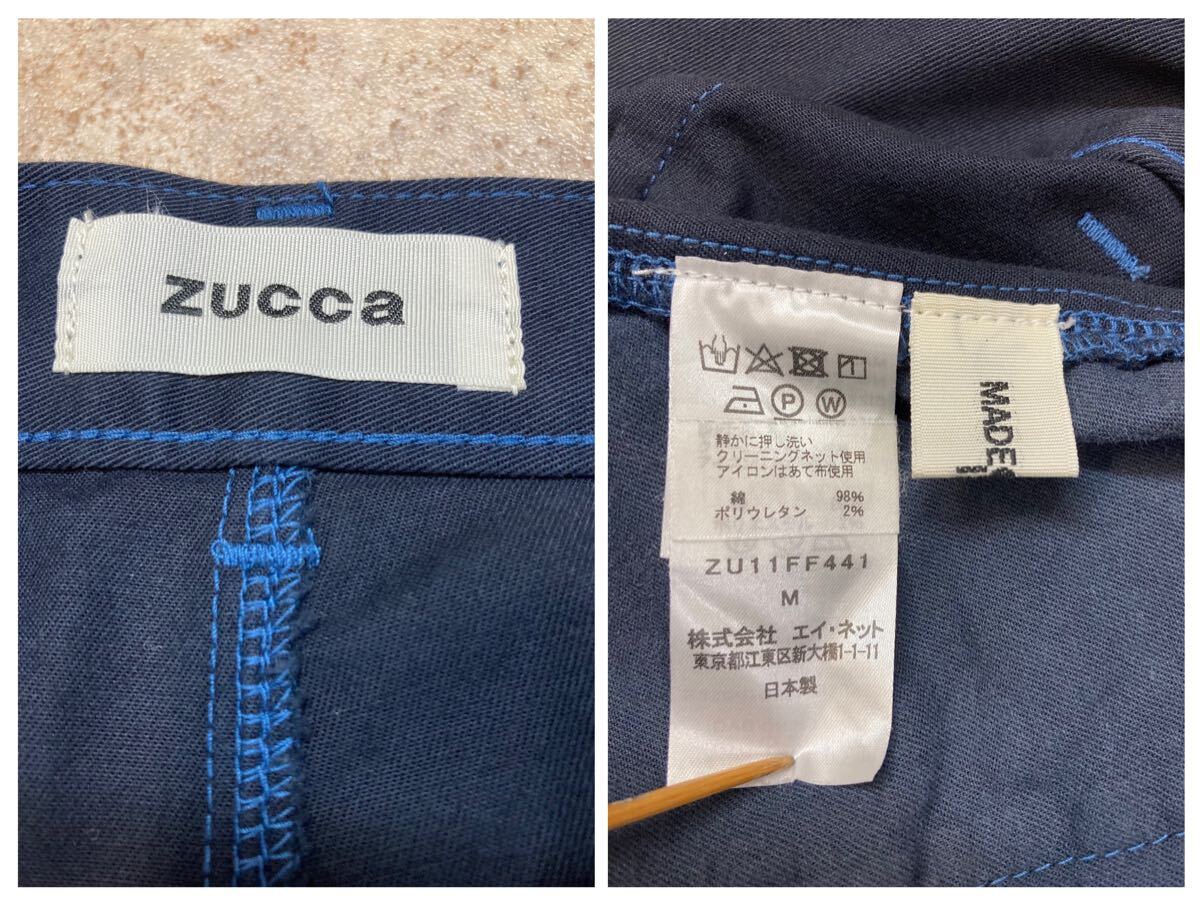 zucca
静かに押し洗い
クリーニングネット使用
アイロンはあて布使用
綿 98%
ポリウレタン 2%
ZU11FF441
M
株式会社 エイ・ネット
東京都江東区新大橋1-1-11
日本製
MADE
P
W
1